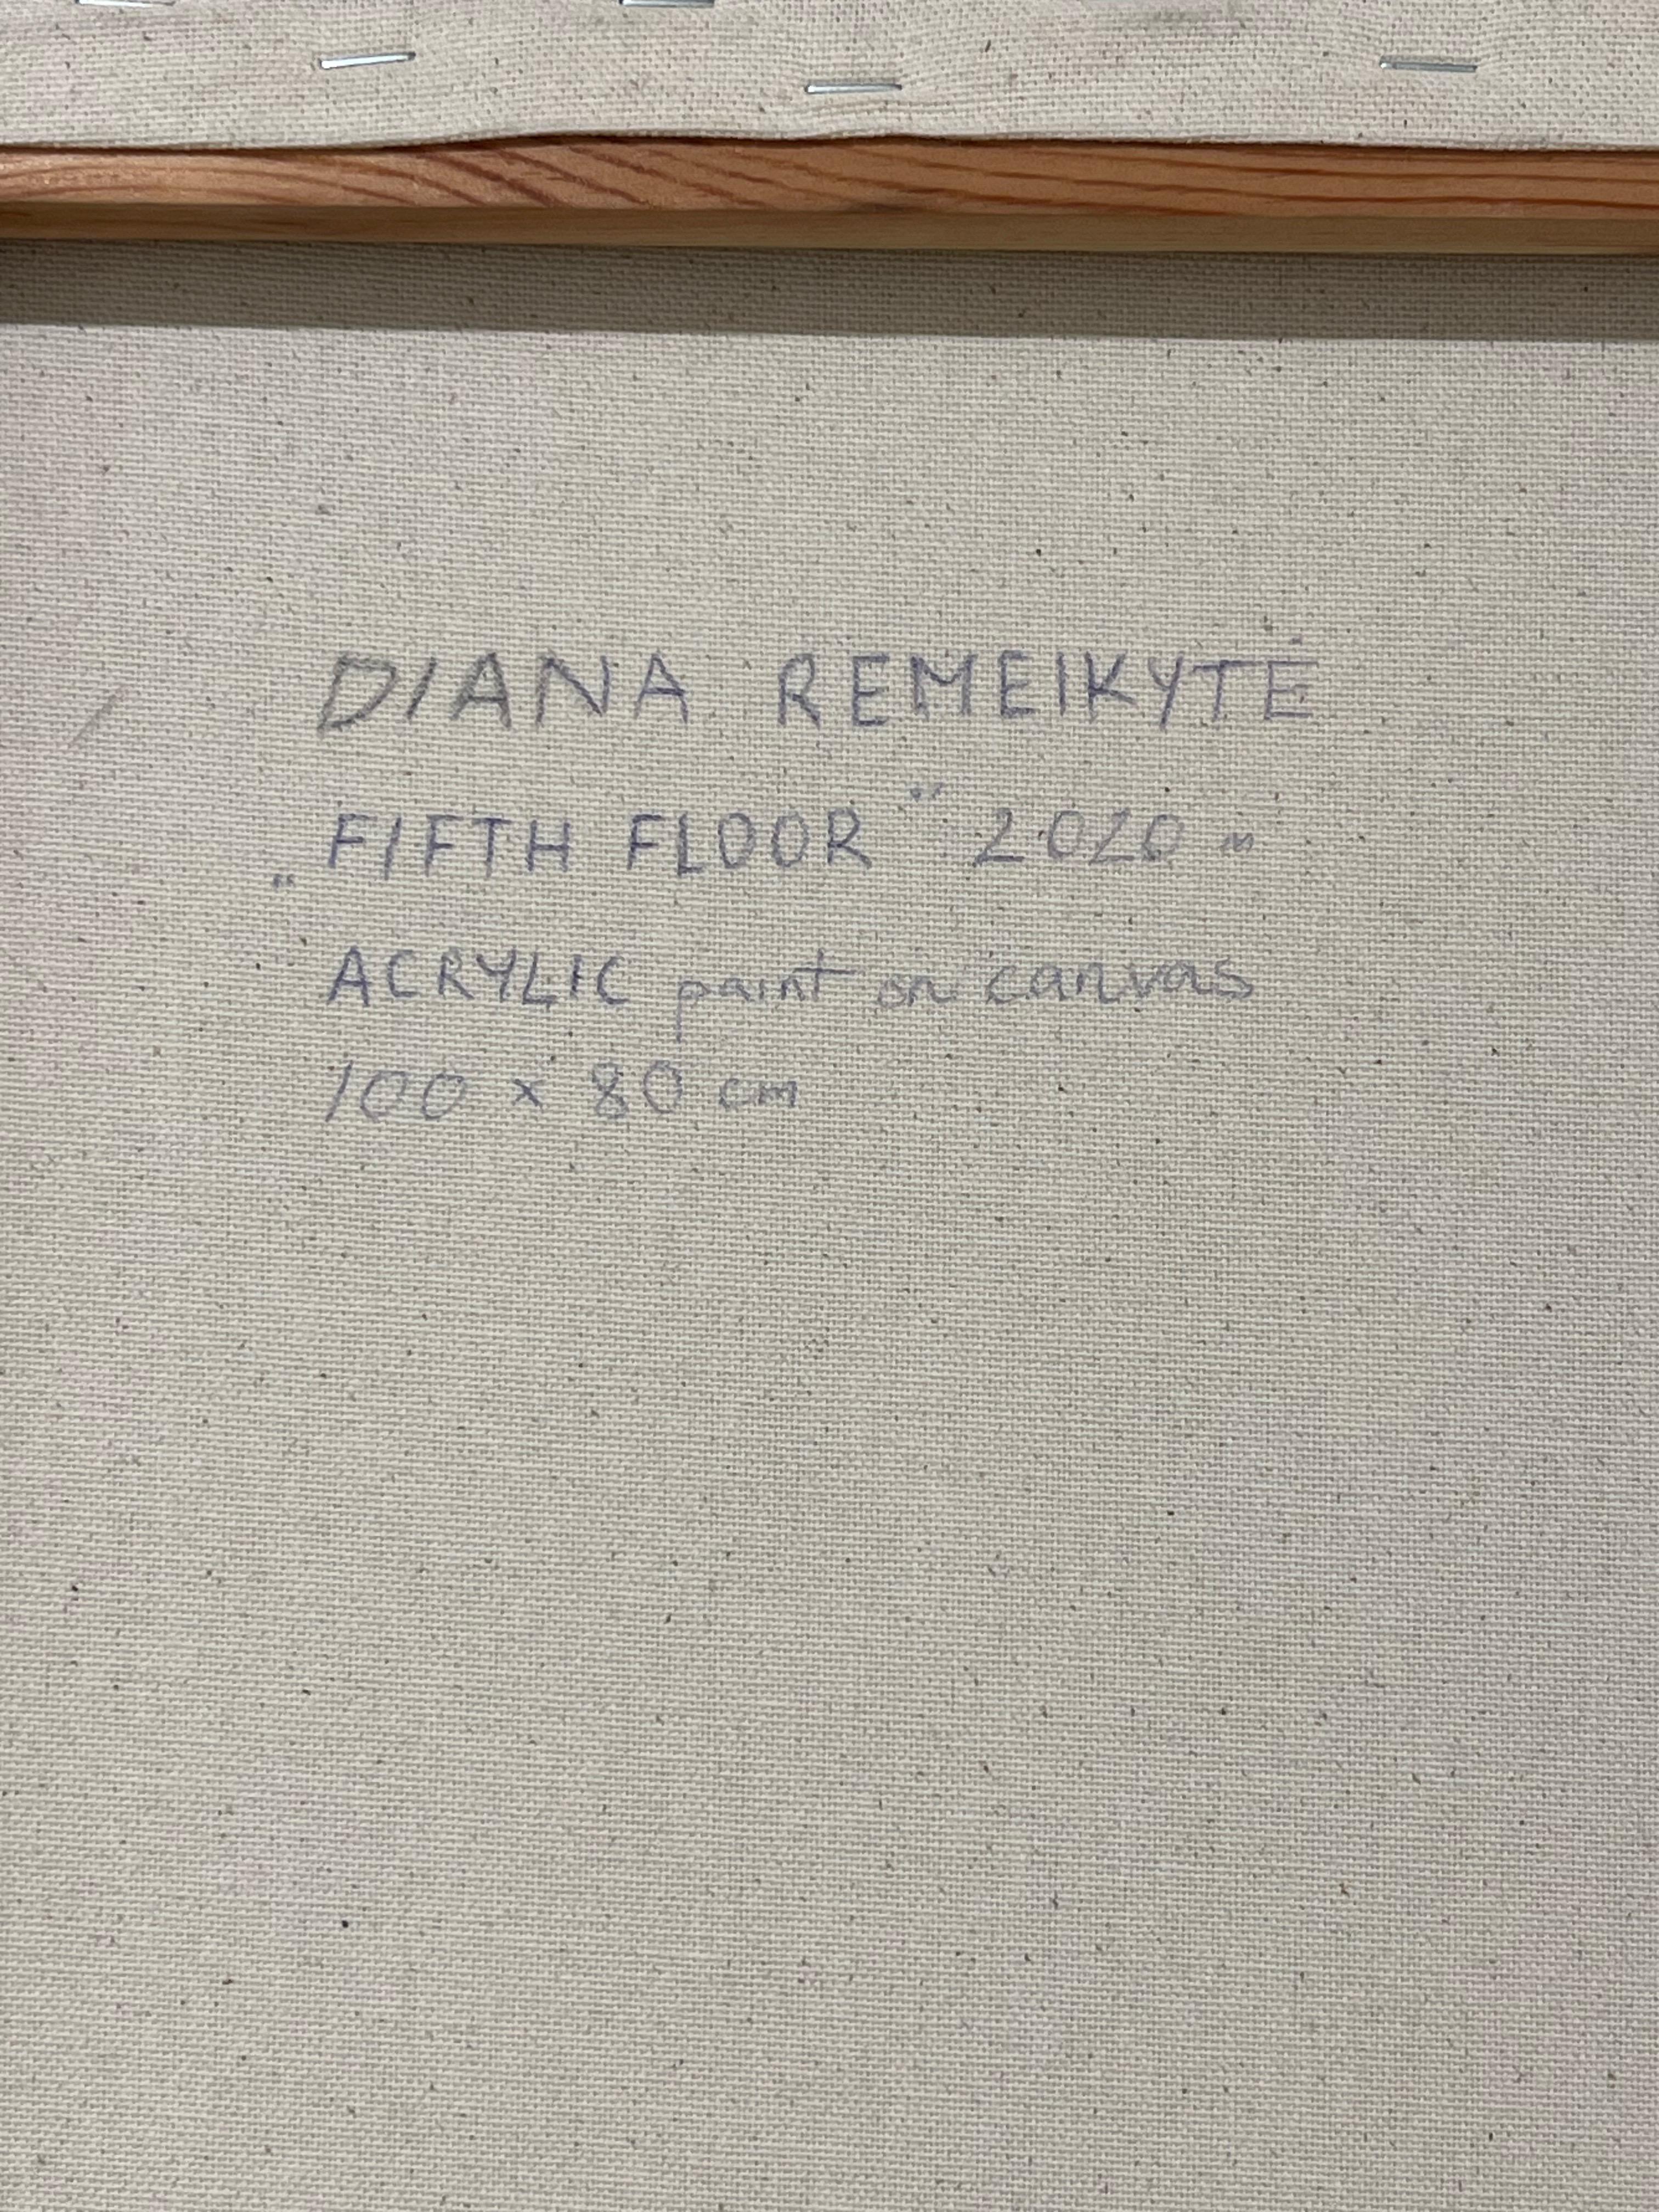 DIANA REMEIKYTĖ
„FIFTH FLOOR“ 2020 m
ACRYLIC paint on canvas
100 x 80 cm